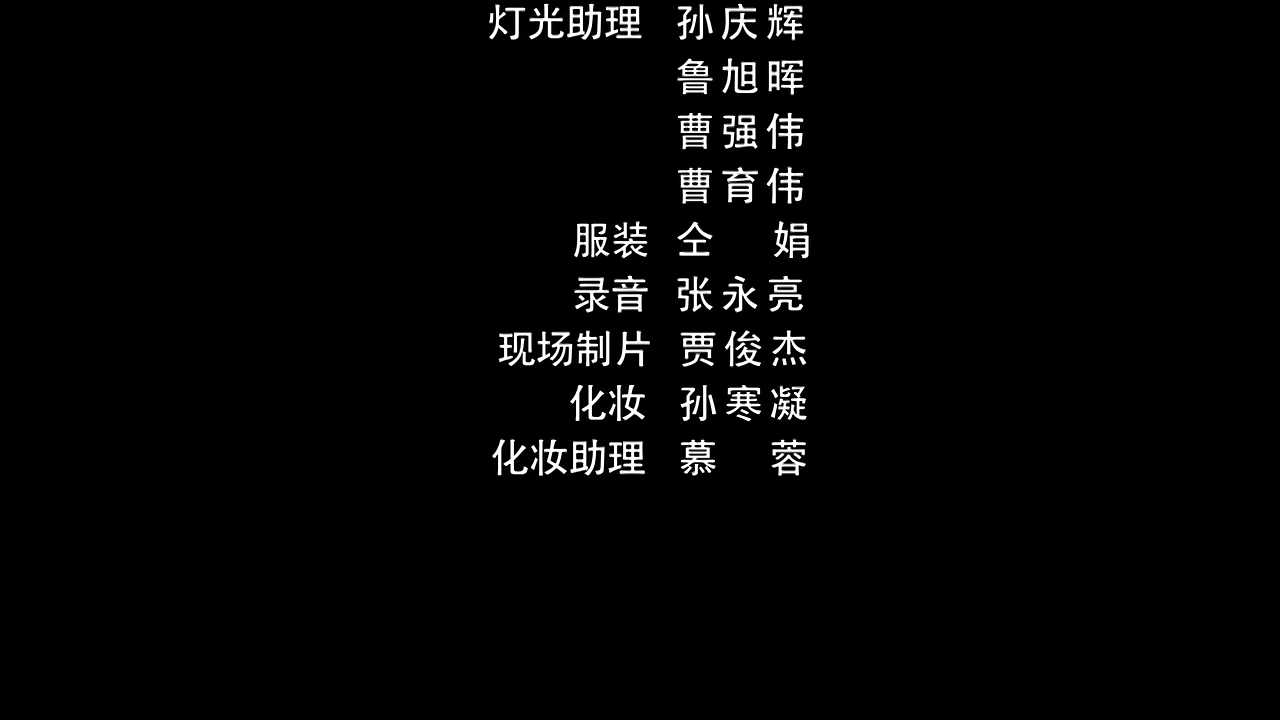 灯光助理 孙庆辉
鲁旭晖
曹强伟
曹育伟
服装 仝娟
录音 张永亮
现场制片 贾俊杰
化妆 孙寒凝
化妆助理 慕蓉